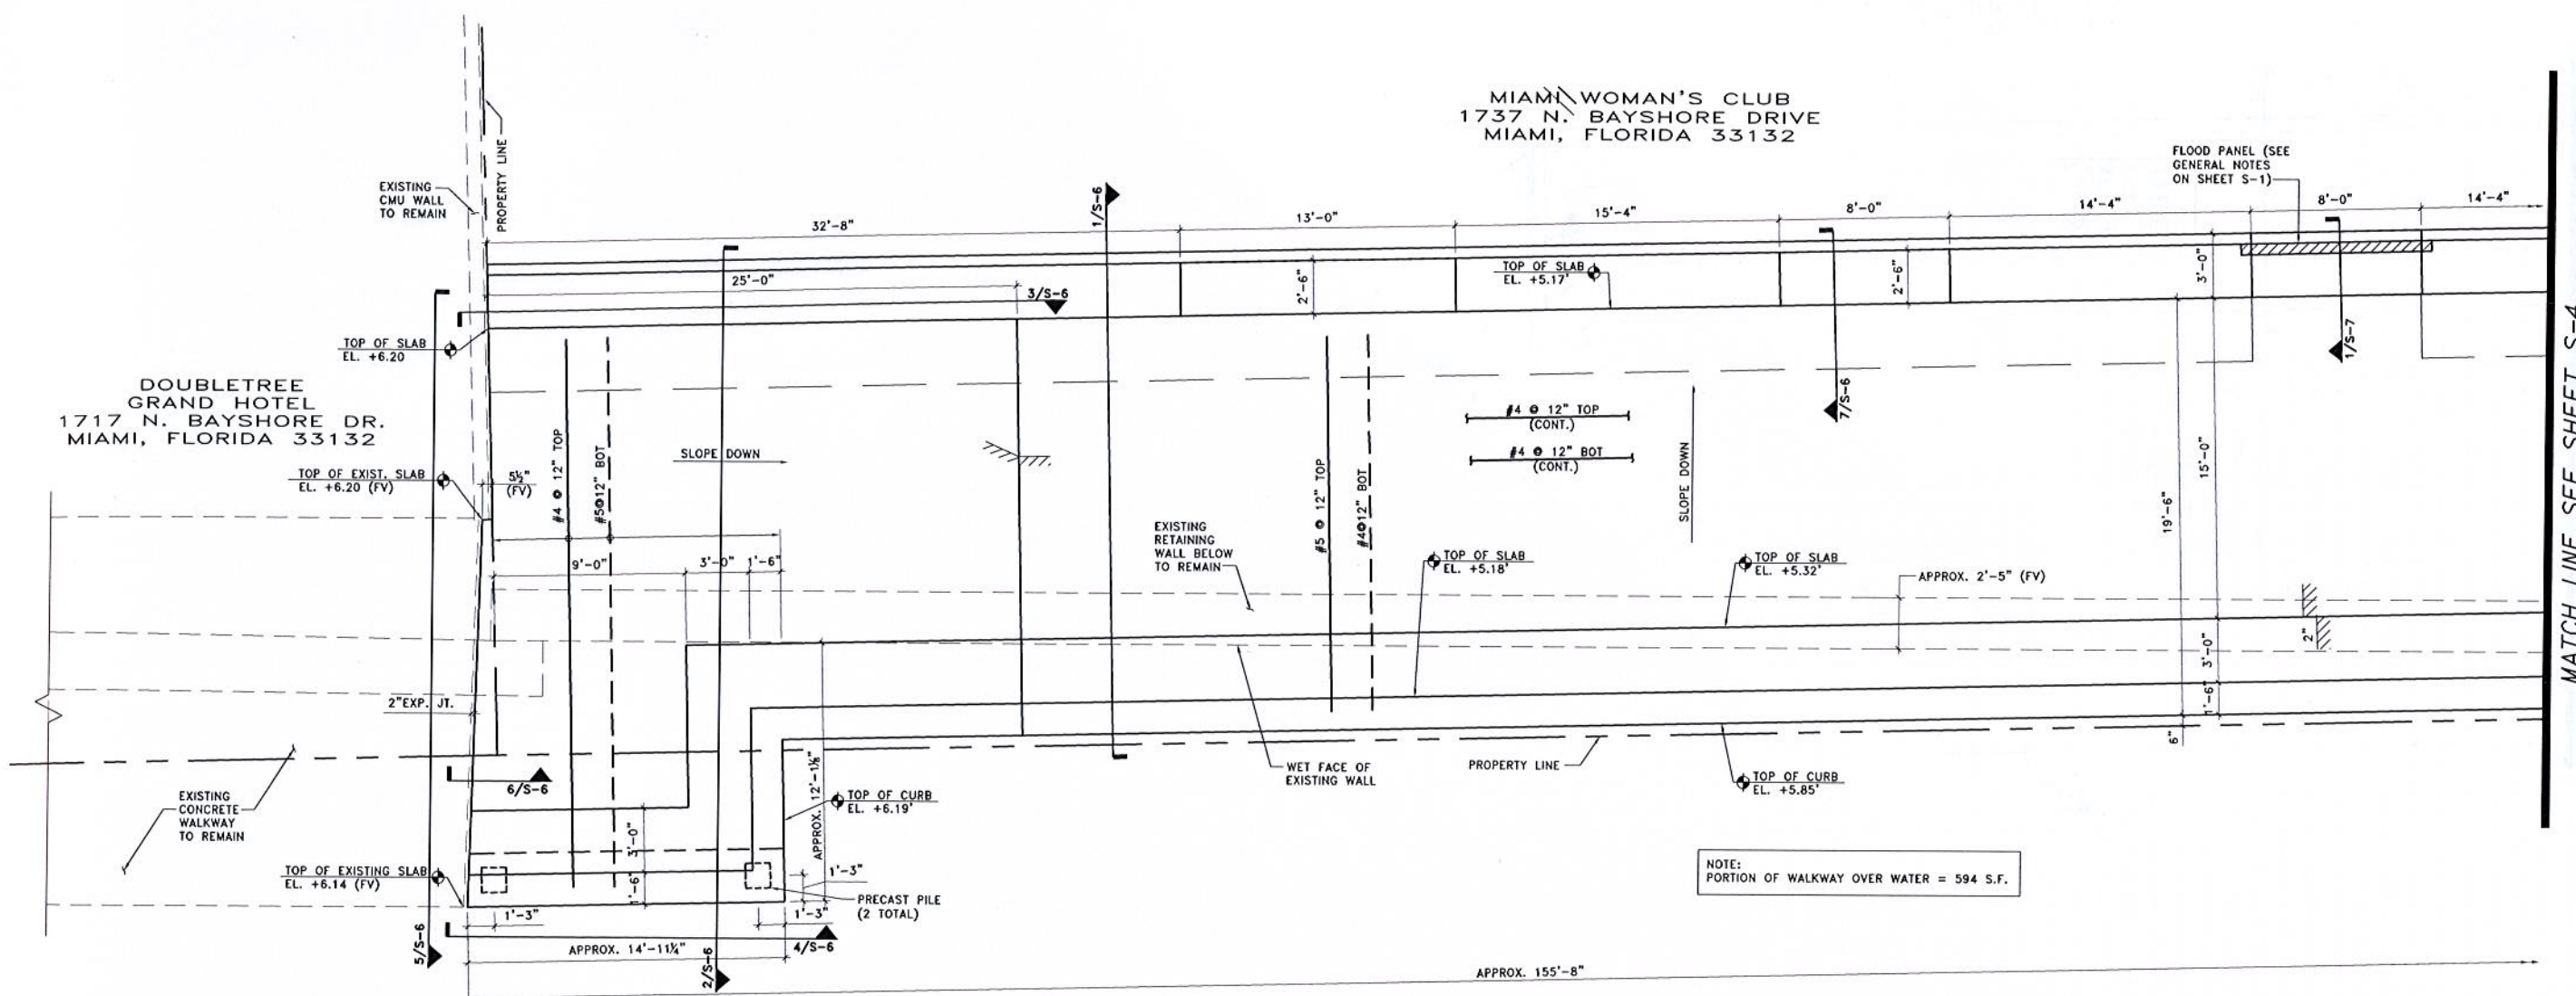 MIAMI WOMAN'S CLUB
1737 N. BAYSHORE DRIVE
MIAMI, FLORIDA 33132
FLOOD PANEL (SEE
GENERAL NOTES
ON SHEET S-1)
EXISTING
CMU WALL
TO REMAIN
PROPERTY LINE
1/S-6
32'-8"
13'-0"
15'-4"
8'-0"
14'-4"
8'-0"
14'-4"
25'-0"
3/S-6
2'-6"
TOP OF SLAB
EL. +5.17'
2'-6"
3'-0"
TOP OF SLAB
EL. +6.20
1/S-7
7/S-6
DOUBLETREE
GRAND HOTEL
1717 N. BAYSHORE DR.
MIAMI, FLORIDA 33132
#4 @ 12" TOP
(CONT.)
#4 @ 12" BOT
(CONT.)
SLOPE DOWN
SLOPE DOWN
TOP OF EXIST. SLAB
EL. +6.20 (FV)
5½"
(FV)
#4 @ 12" TOP
#5@12" BOT
#5 @ 12" TOP
#4@12" BOT
15'-0"
19'-6"
MATCH LINE SEE SHEET S-4
EXISTING
RETAINING
WALL BELOW
TO REMAIN
9'-0"
3'-0"
1'-6"
TOP OF SLAB
EL. +5.18'
TOP OF SLAB
EL. +5.32'
APPROX. 2'-5" (FV)
2"
3'-0"
1'-6"
6"
2"EXP. JT.
WET FACE OF
EXISTING WALL
PROPERTY LINE
TOP OF CURB
EL. +5.85'
6/S-6
EXISTING
CONCRETE
WALKWAY
TO REMAIN
TOP OF CURB
EL. +6.19'
APPROX. 12'-1⅛"
3'-0"
1'-6"
1'-3"
TOP OF EXISTING SLAB
EL. +6.14 (FV)
PRECAST PILE
(2 TOTAL)
1'-3"
1'-3"
NOTE:
PORTION OF WALKWAY OVER WATER = 594 S.F.
5/S-6
APPROX. 14'-11¼"
4/S-6
2/S-6
APPROX. 155'-8"